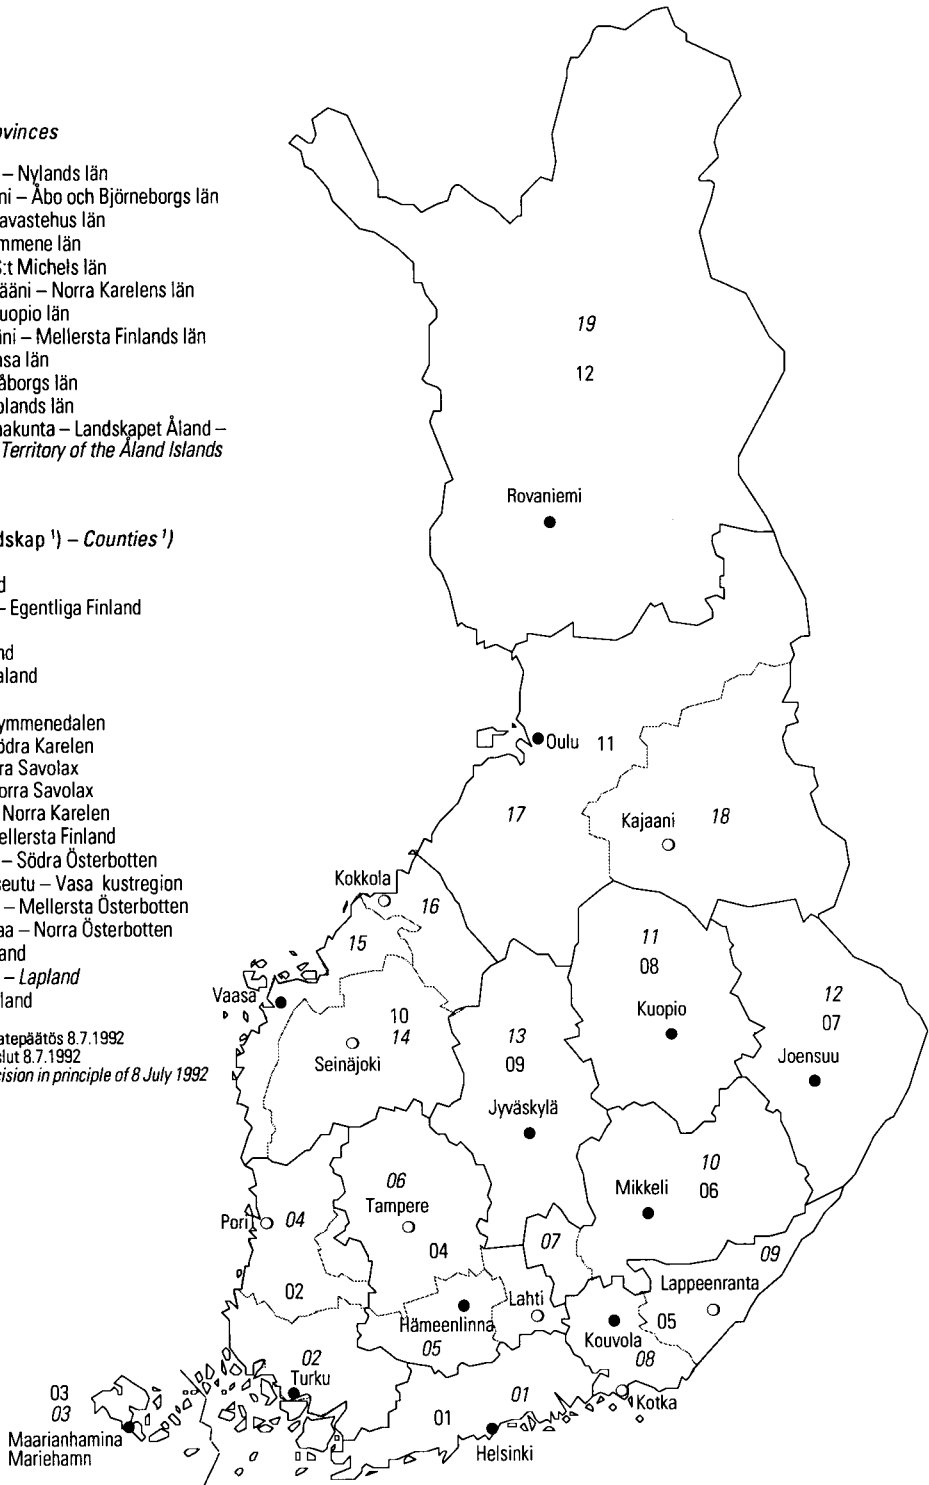 ovinces
– Nylands län
ni – Åbo och Björneborgs län
avastehus län
mmene län
S:t Michels län
ääni – Norra Karelens län
uopio län
äni – Mellersta Finlands län
asa län
åborgs län
plands län
nakunta – Landskapet Åland –
Territory of the Åland Islands
dskap ¹) – Counties ¹)
d
– Egentliga Finland
nd
aland
ymmenedalen
ödra Karelen
ra Savolax
orra Savolax
Norra Karelen
ellersta Finland
– Södra Österbotten
seutu – Vasa kustregion
– Mellersta Österbotten
aa – Norra Österbotten
and
– Lapland
land
atepäätös 8.7.1992
slut 8.7.1992
cision in principle of 8 July 1992
19
12
Rovaniemi
Oulu 11
17
Kajaani 18
Kokkola
16
15
11
08
Kuopio
12
07
Joensuu
Vaasa
10
14
Seinäjoki
13
09
Jyväskylä
10
06
Mikkeli
06
Tampere
04
Pori 04
02
07
09
Lappeenranta
05
Lahti
Hämeenlinna
05
Kouvola
08
02
Turku
01
01
Kotka
Helsinki
03
03
Maarianhamina
Mariehamn